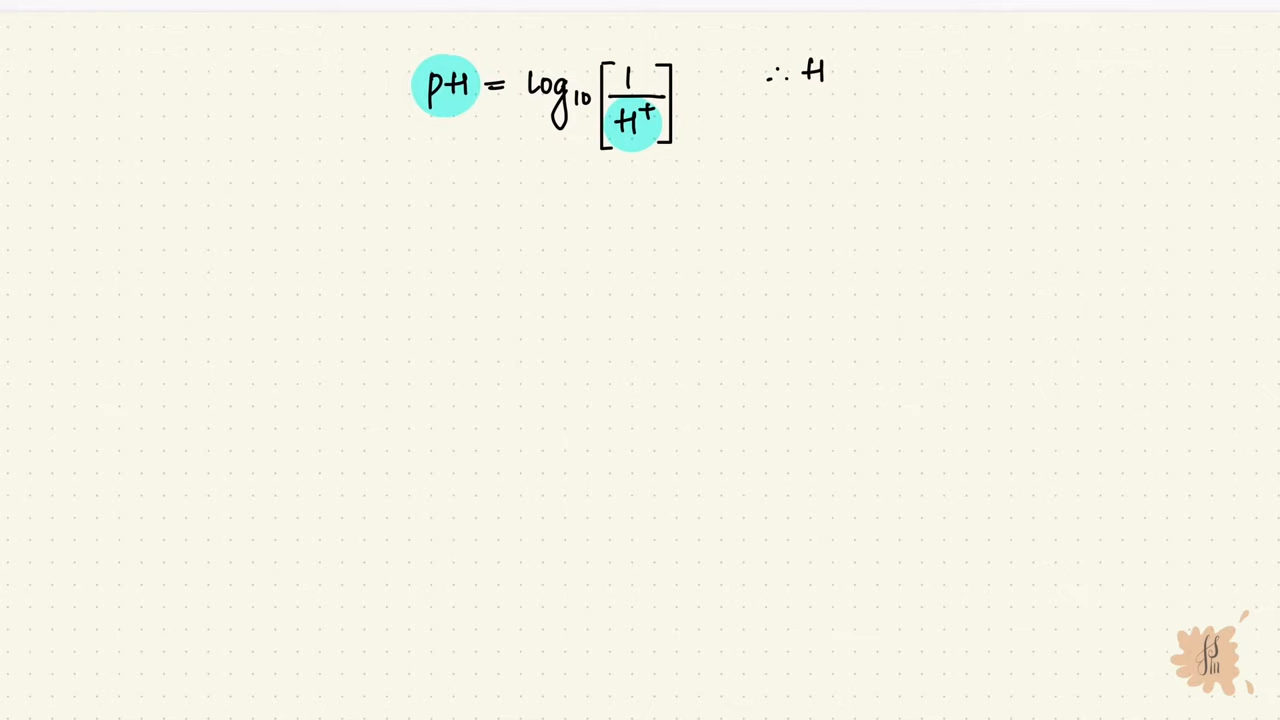 pH = log₁₀ [1/H⁺] ∴ H